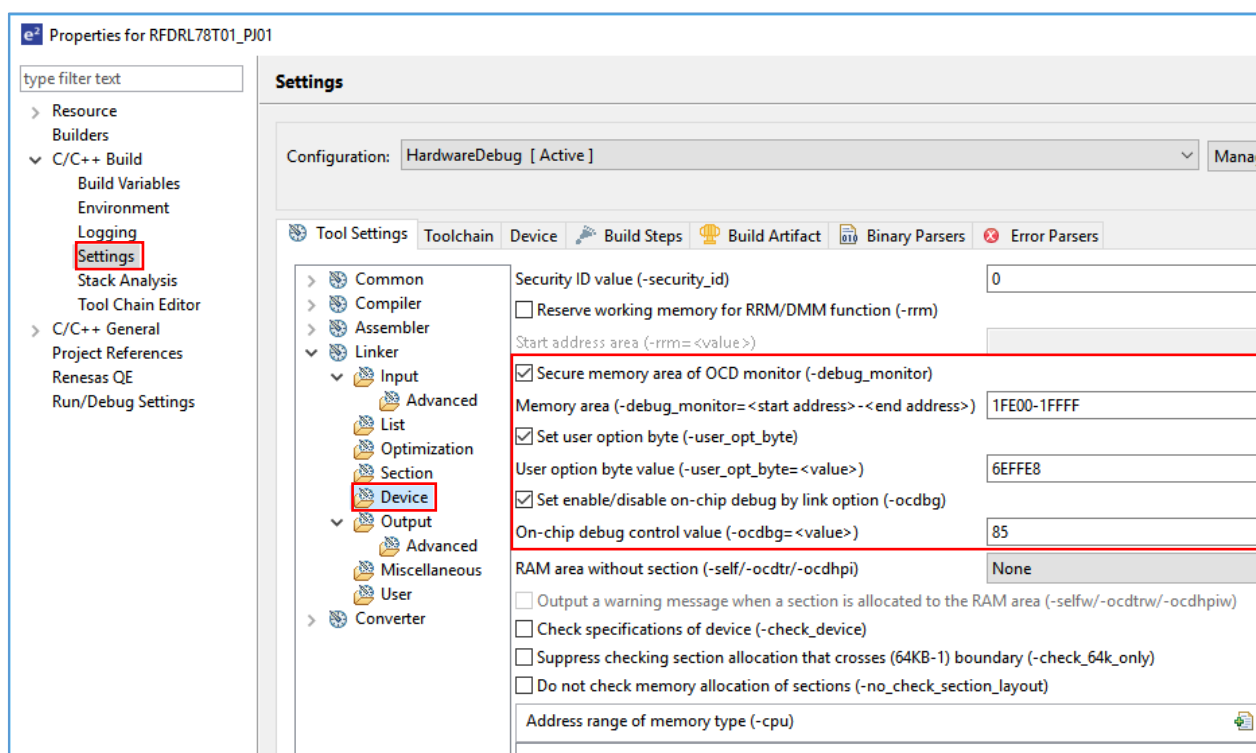 e² Properties for RFDRL78T01_PJ01
type filter text
Resource
Builders
C/C++ Build
Build Variables
Environment
Logging
Settings
Stack Analysis
Tool Chain Editor
C/C++ General
Project References
Renesas QE
Run/Debug Settings
Settings
Configuration: HardwareDebug [ Active ] Manag
Tool Settings Toolchain Device Build Steps Build Artifact Binary Parsers Error Parsers
Common
Compiler
Assembler
Linker
Input
Advanced
List
Optimization
Section
Device
Output
Advanced
Miscellaneous
User
Converter
Security ID value (-security_id) 0
Reserve working memory for RRM/DMM function (-rrm)
Start address area (-rrm=<value>)
Secure memory area of OCD monitor (-debug_monitor)
Memory area (-debug_monitor=<start address>-<end address>) 1FE00-1FFFF
Set user option byte (-user_opt_byte)
User option byte value (-user_opt_byte=<value>) 6EFFE8
Set enable/disable on-chip debug by link option (-ocdbg)
On-chip debug control value (-ocdbg=<value>) 85
RAM area without section (-self/-ocdtr/-ocdhpi) None
Output a warning message when a section is allocated to the RAM area (-selfw/-ocdtrw/-ocdhpiw)
Check specifications of device (-check_device)
Suppress checking section allocation that crosses (64KB-1) boundary (-check_64k_only)
Do not check memory allocation of sections (-no_check_section_layout)
Address range of memory type (-cpu)